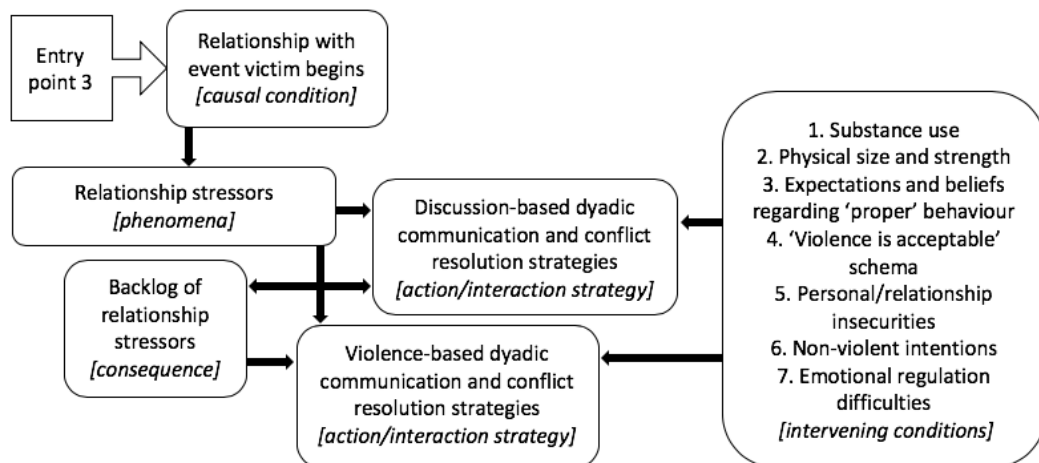 Entry
point 3
Relationship with
event victim begins
[causal condition]
Relationship stressors
[phenomena]
Discussion-based dyadic
communication and conflict
resolution strategies
[action/interaction strategy]
Backlog of
relationship
stressors
[consequence]
Violence-based dyadic
communication and conflict
resolution strategies
[action/interaction strategy]
1. Substance use
2. Physical size and strength
3. Expectations and beliefs
regarding ‘proper’ behaviour
4. ‘Violence is acceptable’
schema
5. Personal/relationship
insecurities
6. Non-violent intentions
7. Emotional regulation
difficulties
[intervening conditions]